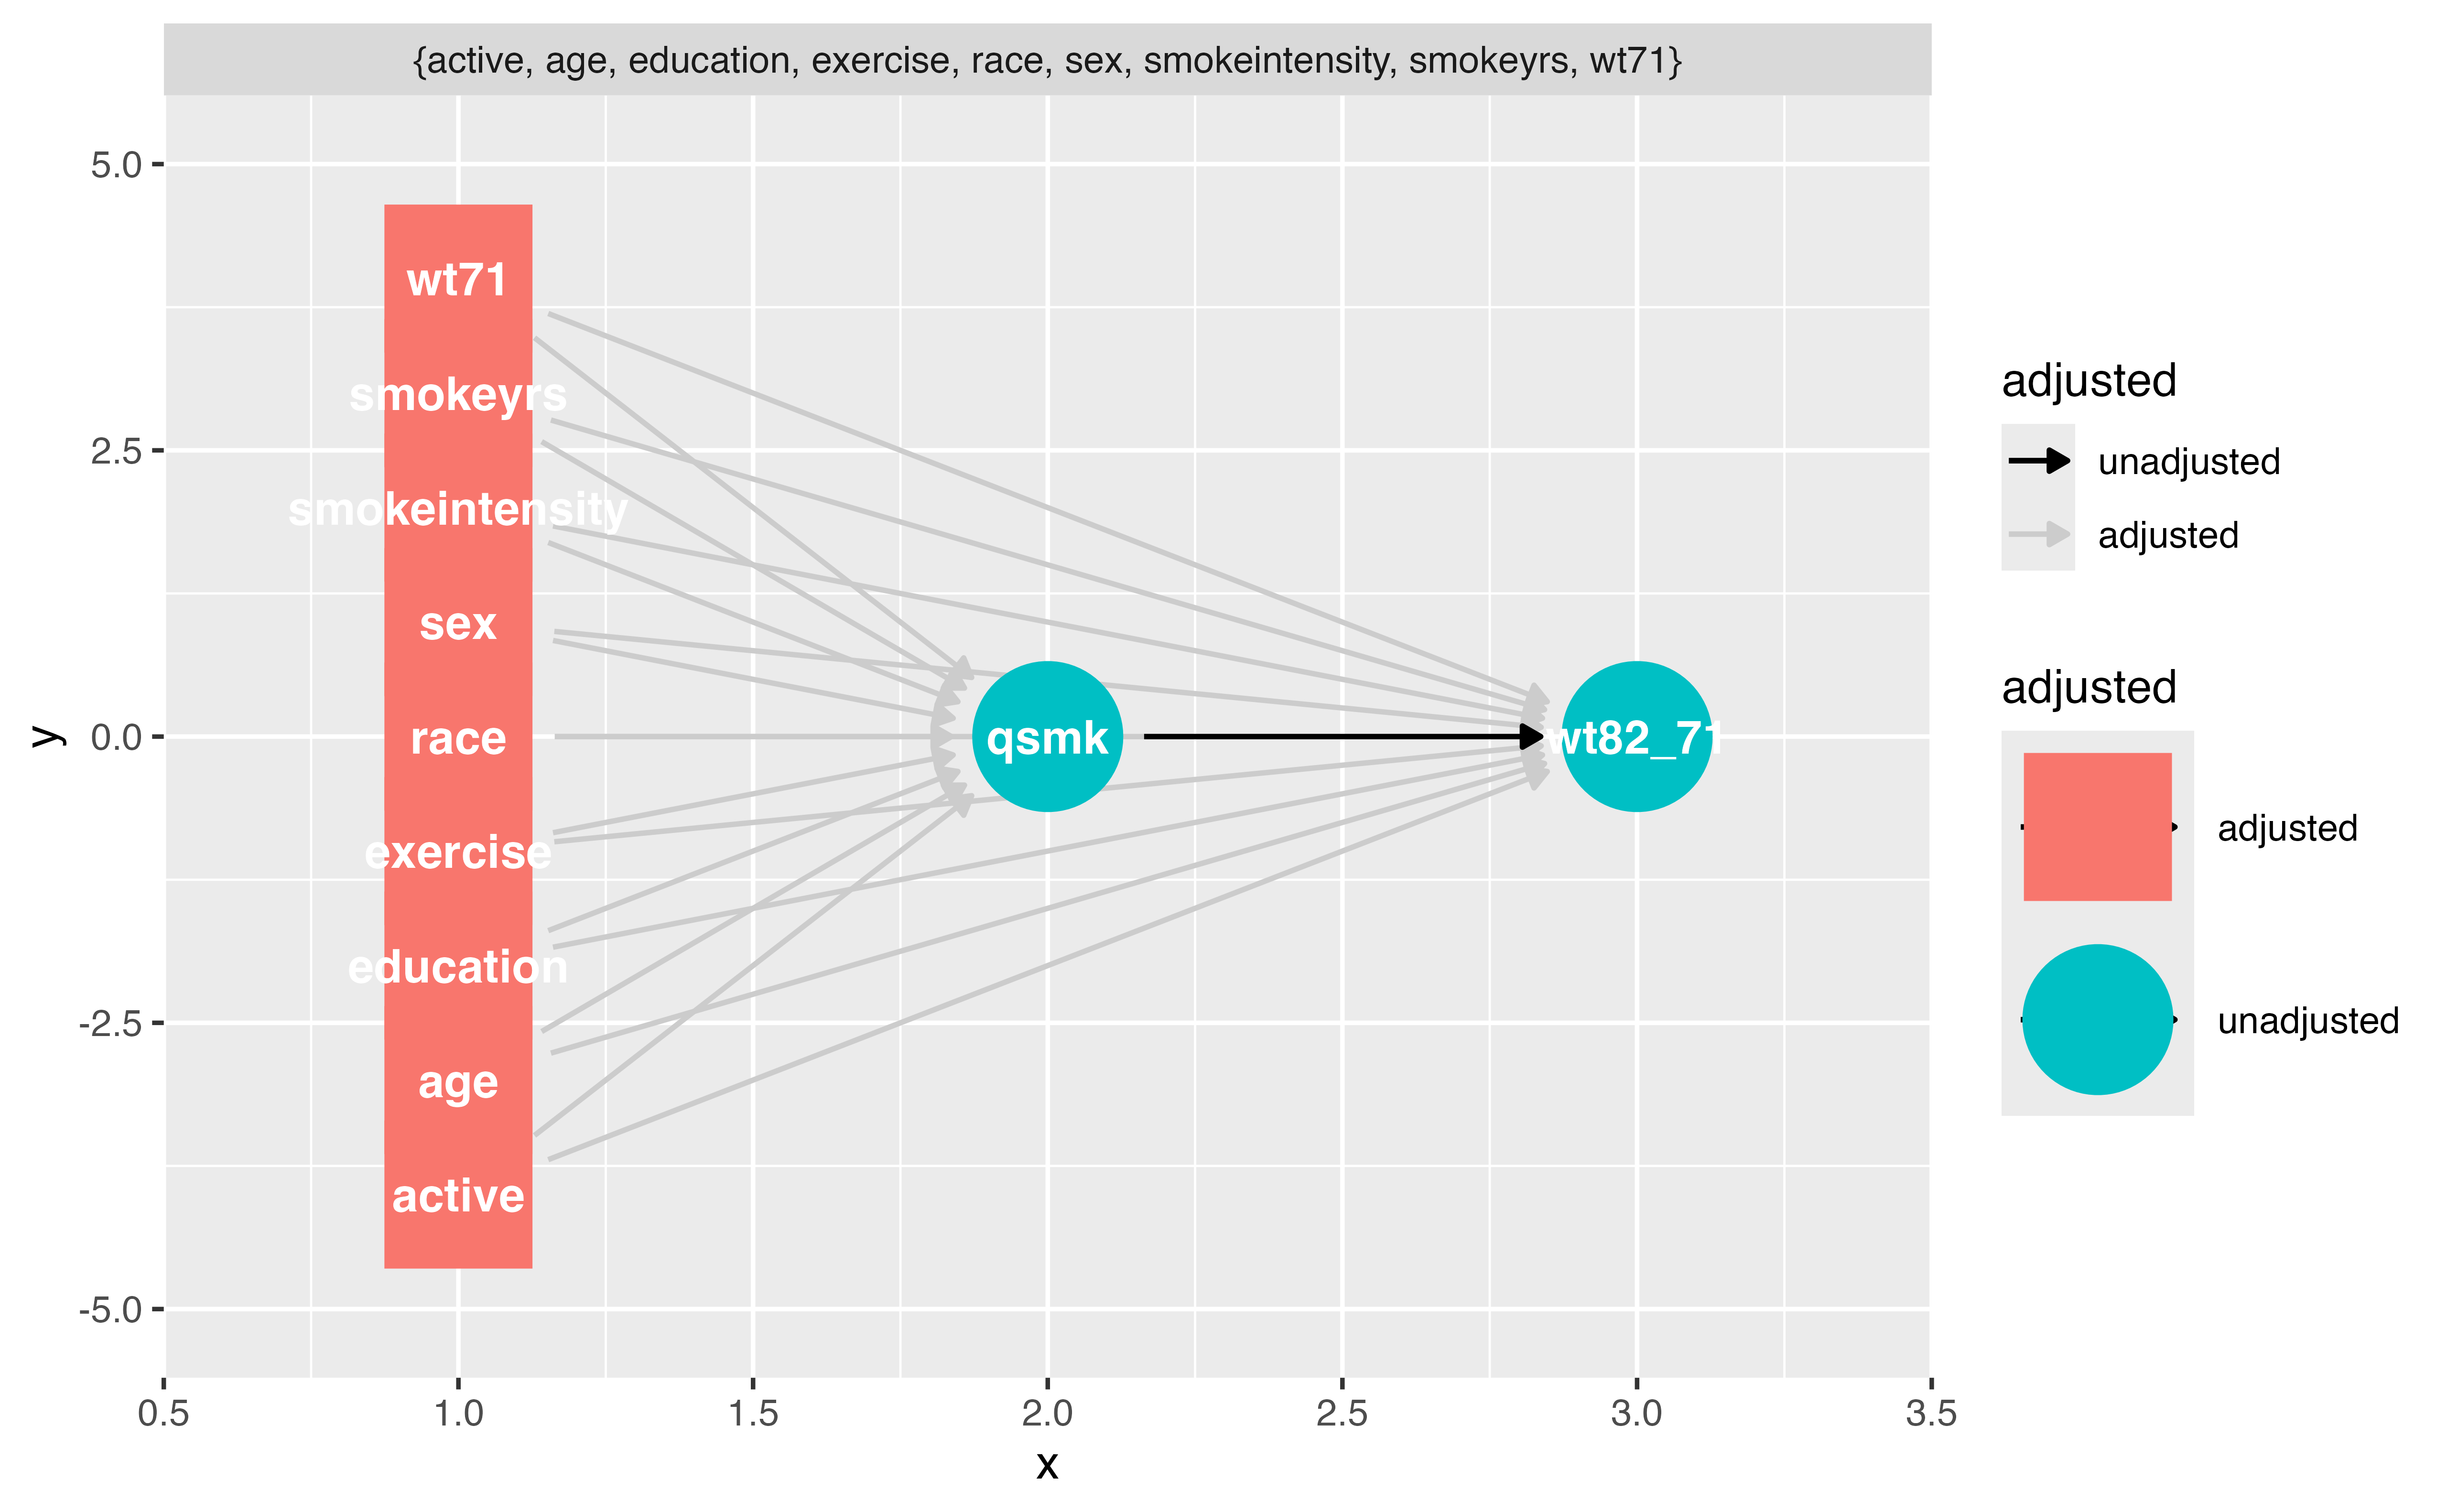 {active, age, education, exercise, race, sex, smokeintensity, smokeyrs, wt71}
5.0
2.5
0.0
-2.5
-5.0
y
wt71
smokeyrs
smokeintensity
sex
race
exercise
education
age
active
qsmk
wt82_71
0.5
1.0
1.5
2.0
2.5
3.0
3.5
x
adjusted
unadjusted
adjusted
adjusted
adjusted
unadjusted